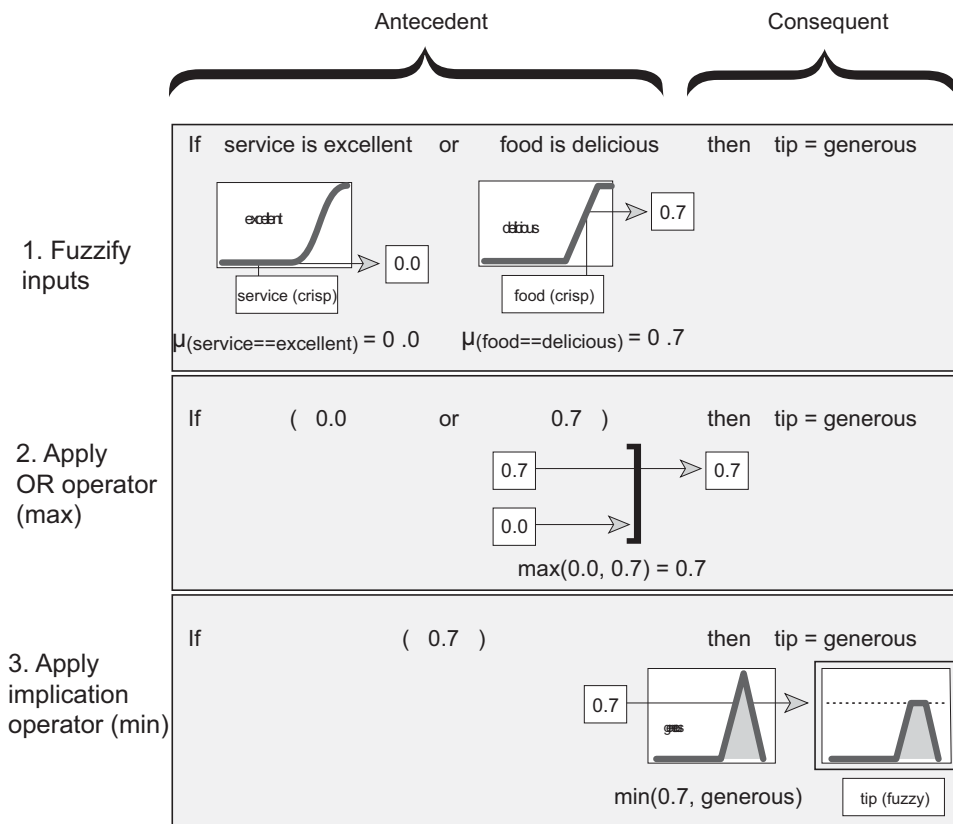 Antecedent
Consequent
If service is excellent or food is delicious then tip = generous
excellent
delicious
0.7
0.0
1. Fuzzify
inputs
service (crisp)
food (crisp)
μ(service==excellent) = 0 .0
μ(food==delicious) = 0 .7
If ( 0.0 or 0.7 ) then tip = generous
2. Apply
OR operator
(max)
0.7
0.7
0.0
max(0.0, 0.7) = 0.7
If ( 0.7 ) then tip = generous
3. Apply
implication
operator (min)
0.7
generous
min(0.7, generous)
tip (fuzzy)